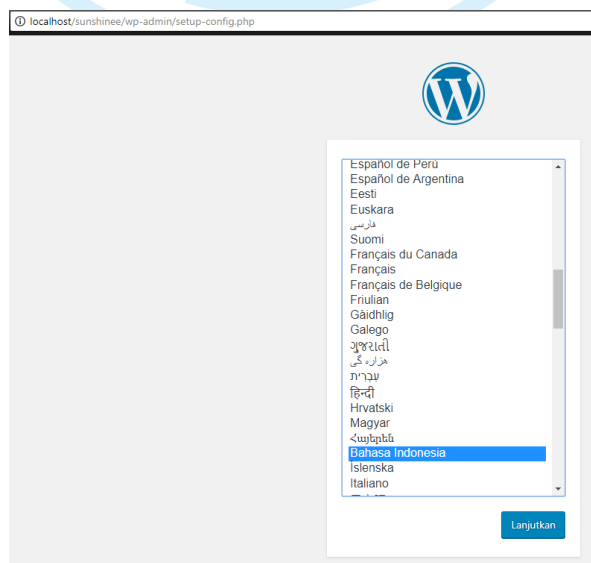 localhost/sunshinee/wp-admin/setup-config.php
Español de Perú
Español de Argentina
Eesti
Euskara
فارسی
Suomi
Français du Canada
Français
Français de Belgique
Friulian
Gàidhlig
Galego
ગુજરાતી
هزاره گی
עִבְרִית
हिन्दी
Hrvatski
Magyar
Հայերեն
Bahasa Indonesia
Íslenska
Italiano
Lanjutkan